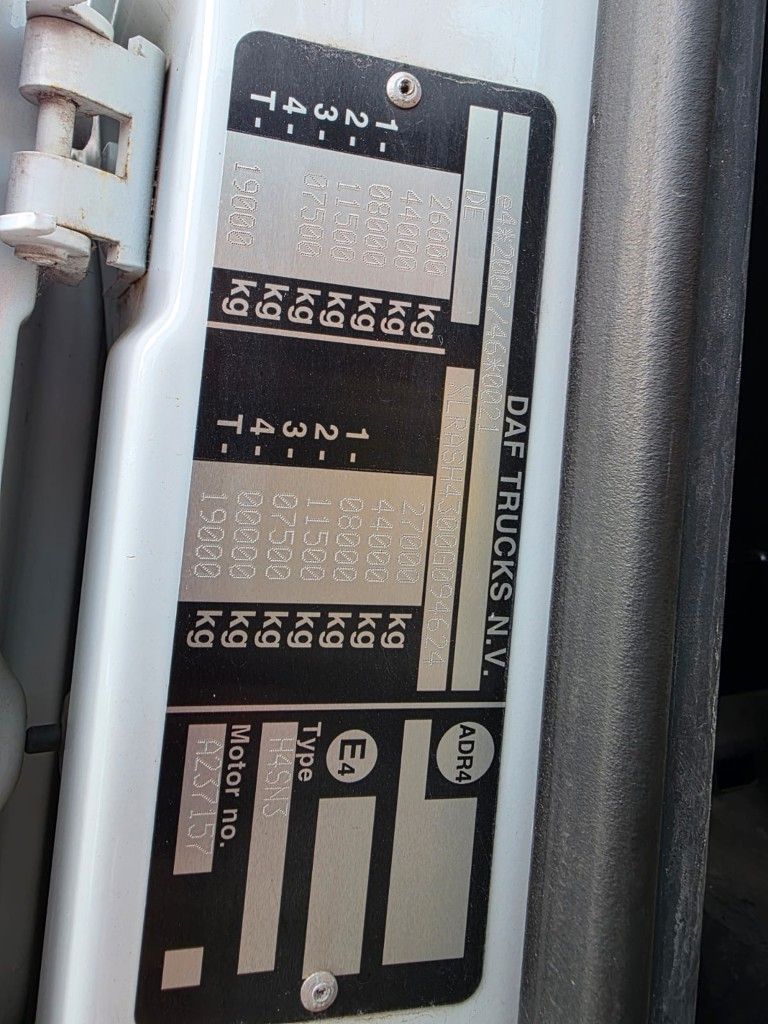 DAF TRUCKS N.V.
e4*2007/46*0021
DE
XLRASH4300G094624
26000 kg
44000 kg
1- 08000 kg
2- 11500 kg
3- 07500 kg
4- kg
T- 19000 kg
27000 kg
44000 kg
1- 08000 kg
2- 11500 kg
3- 07500 kg
4- 00000 kg
T- 19000 kg
ADR4
E4
Type
H4SN3
Motor no.
A237157